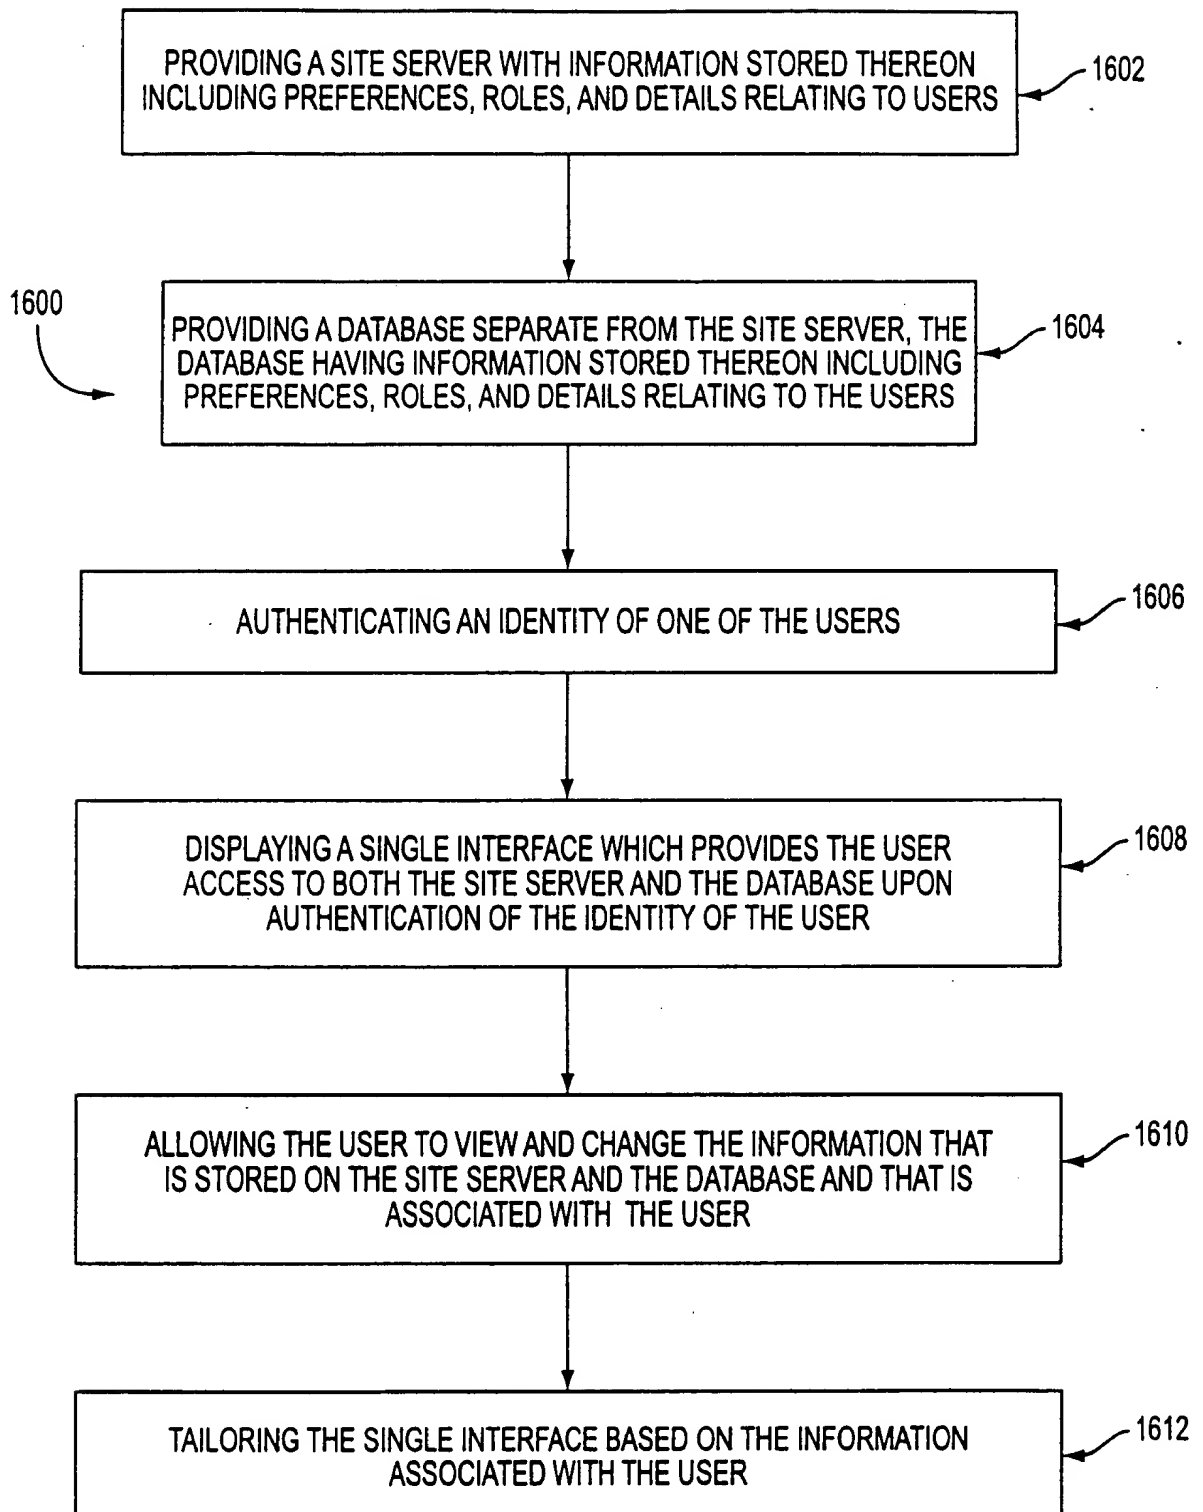 PROVIDING A SITE SERVER WITH INFORMATION STORED THEREON
INCLUDING PREFERENCES, ROLES, AND DETAILS RELATING TO USERS
1602
1600
PROVIDING A DATABASE SEPARATE FROM THE SITE SERVER, THE
DATABASE HAVING INFORMATION STORED THEREON INCLUDING
PREFERENCES, ROLES, AND DETAILS RELATING TO THE USERS
1604
AUTHENTICATING AN IDENTITY OF ONE OF THE USERS
1606
DISPLAYING A SINGLE INTERFACE WHICH PROVIDES THE USER
ACCESS TO BOTH THE SITE SERVER AND THE DATABASE UPON
AUTHENTICATION OF THE IDENTITY OF THE USER
1608
ALLOWING THE USER TO VIEW AND CHANGE THE INFORMATION THAT
IS STORED ON THE SITE SERVER AND THE DATABASE AND THAT IS
ASSOCIATED WITH THE USER
1610
TAILORING THE SINGLE INTERFACE BASED ON THE INFORMATION
ASSOCIATED WITH THE USER
1612